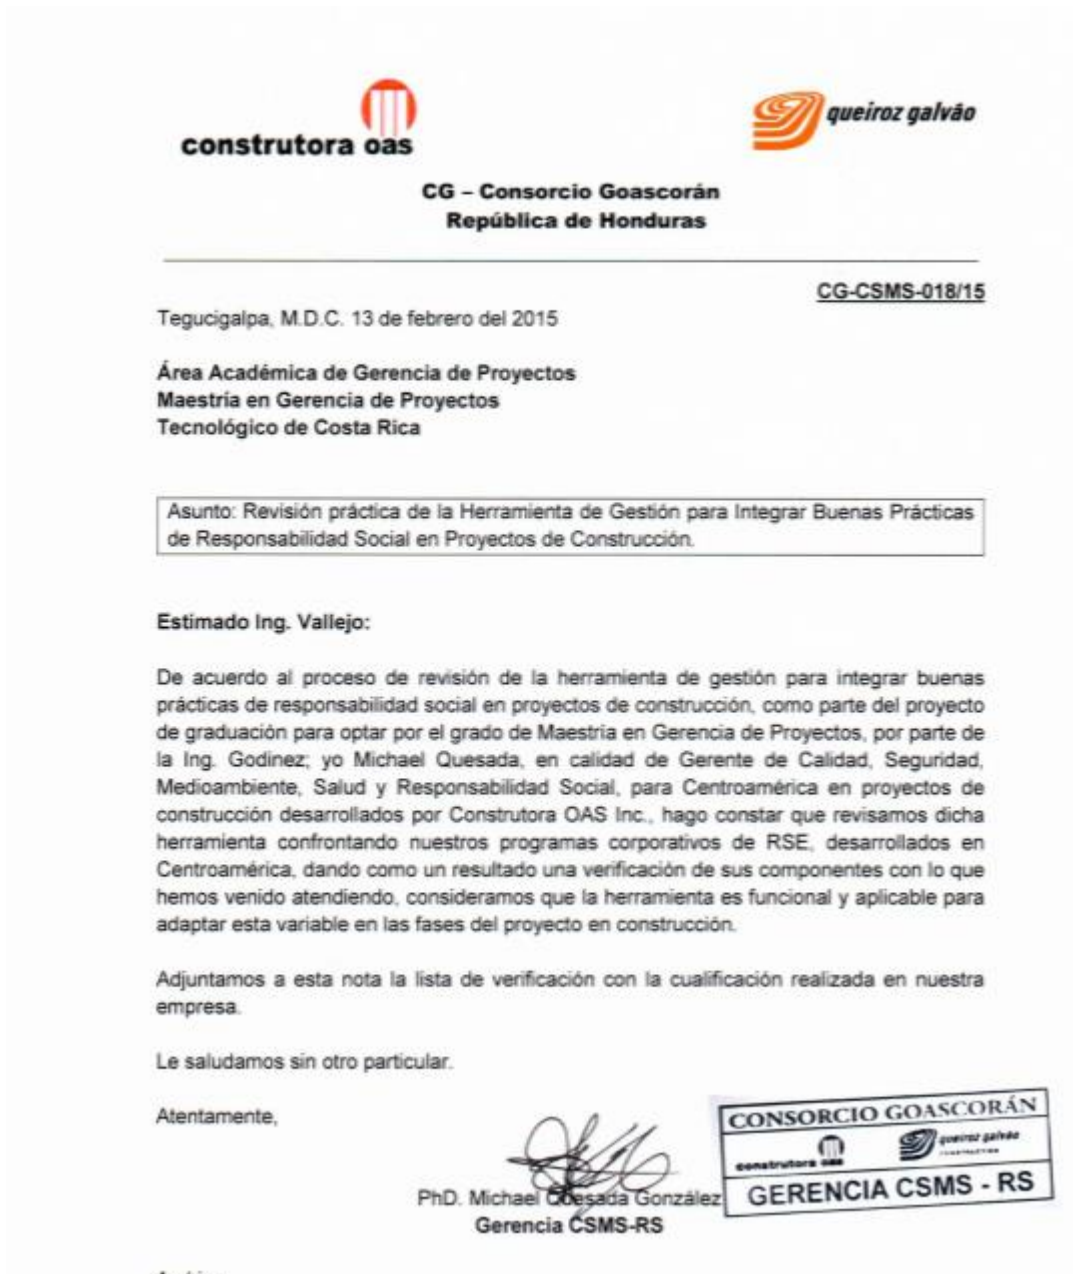 construtora oas
queiroz galvão
CG – Consorcio Goascorán
República de Honduras
CG-CSMS-018/15
Tegucigalpa, M.D.C. 13 de febrero del 2015
Área Académica de Gerencia de Proyectos
Maestría en Gerencia de Proyectos
Tecnológico de Costa Rica
Asunto: Revisión práctica de la Herramienta de Gestión para Integrar Buenas Prácticas
de Responsabilidad Social en Proyectos de Construcción.
Estimado Ing. Vallejo:
De acuerdo al proceso de revisión de la herramienta de gestión para integrar buenas
prácticas de responsabilidad social en proyectos de construcción, como parte del proyecto
de graduación para optar por el grado de Maestría en Gerencia de Proyectos, por parte de
la Ing. Godinez; yo Michael Quesada, en calidad de Gerente de Calidad, Seguridad,
Medioambiente, Salud y Responsabilidad Social, para Centroamérica en proyectos de
construcción desarrollados por Construtora OAS Inc., hago constar que revisamos dicha
herramienta confrontando nuestros programas corporativos de RSE, desarrollados en
Centroamérica, dando como un resultado una verificación de sus componentes con lo que
hemos venido atendiendo, consideramos que la herramienta es funcional y aplicable para
adaptar esta variable en las fases del proyecto en construcción.
Adjuntamos a esta nota la lista de verificación con la cualificación realizada en nuestra
empresa.
Le saludamos sin otro particular.
Atentamente,
CONSORCIO GOASCORÁN
construtora oas
queiroz galvão
GERENCIA CSMS - RS
PhD. Michael Quesada González
Gerencia CSMS-RS